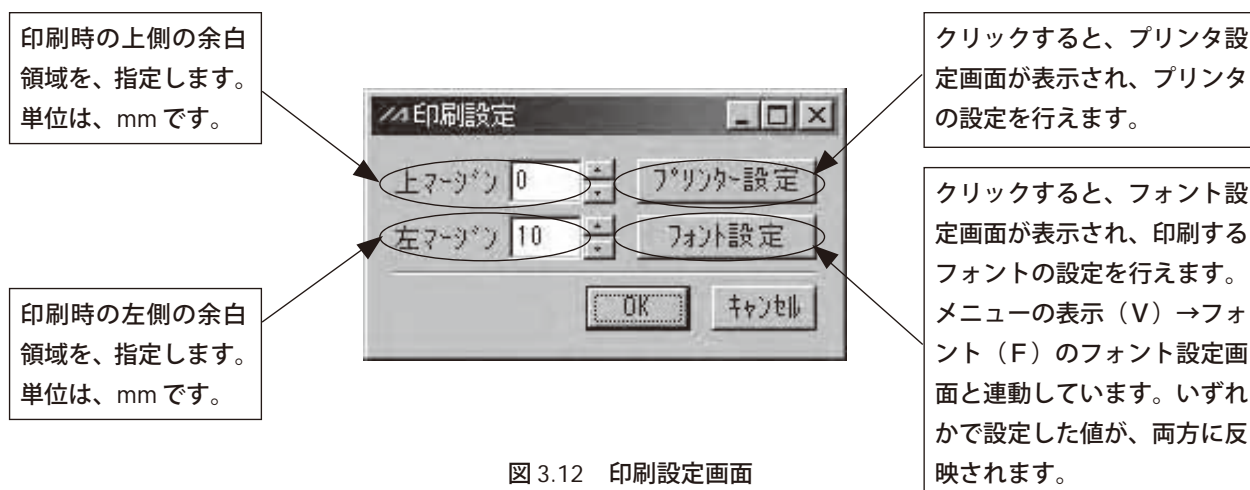 印刷時の上側の余白
領域を、指定します。
単位は、mm です。
印刷時の左側の余白
領域を、指定します。
単位は、mm です。
印刷設定
上マージン 0 プリンター設定
左マージン 10 フォント設定
OK キャンセル
クリックすると、プリンタ設
定画面が表示され、プリンタ
の設定を行えます。
クリックすると、フォント設
定画面が表示され、印刷する
フォントの設定を行えます。
メニューの表示（V）→フォ
ント（F）のフォント設定画
面と連動しています。いずれ
かで設定した値が、両方に反
映されます。
図 3.12 印刷設定画面